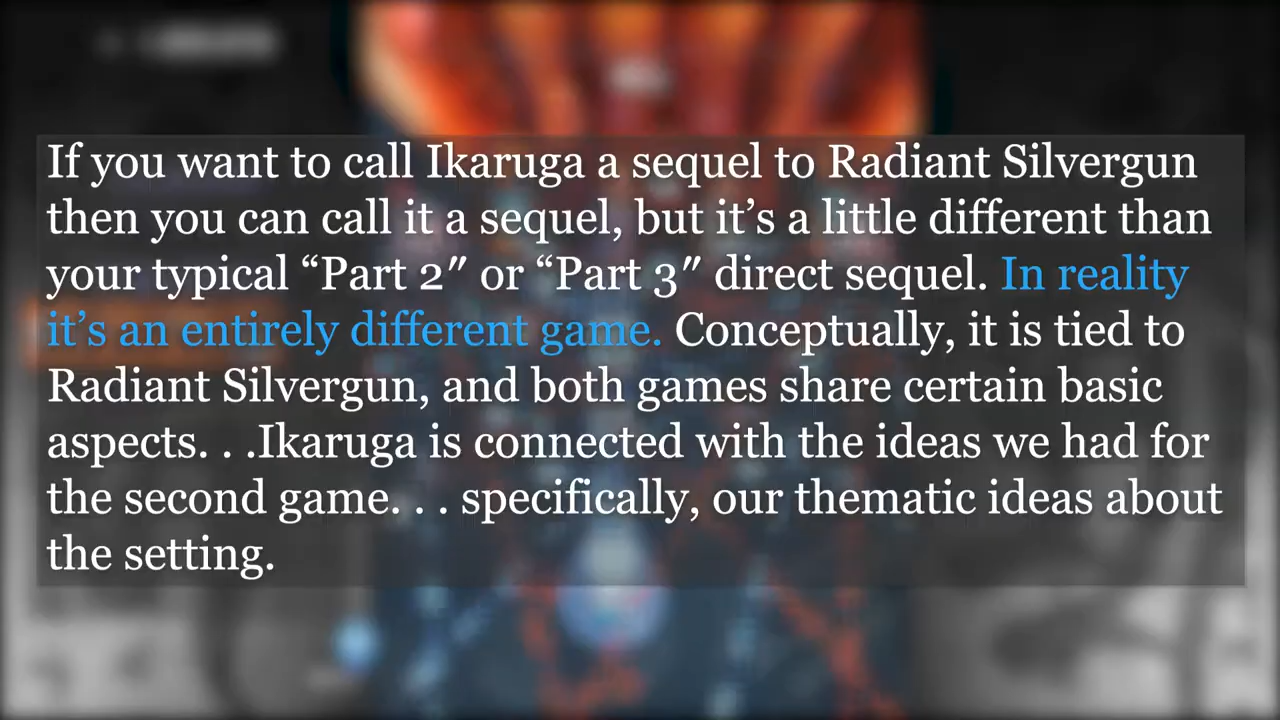 If you want to call Ikaruga a sequel to Radiant Silvergun
then you can call it a sequel, but it’s a little different than
your typical “Part 2″ or “Part 3″ direct sequel. In reality
it’s an entirely different game. Conceptually, it is tied to
Radiant Silvergun, and both games share certain basic
aspects. . .Ikaruga is connected with the ideas we had for
the second game. . . specifically, our thematic ideas about
the setting.